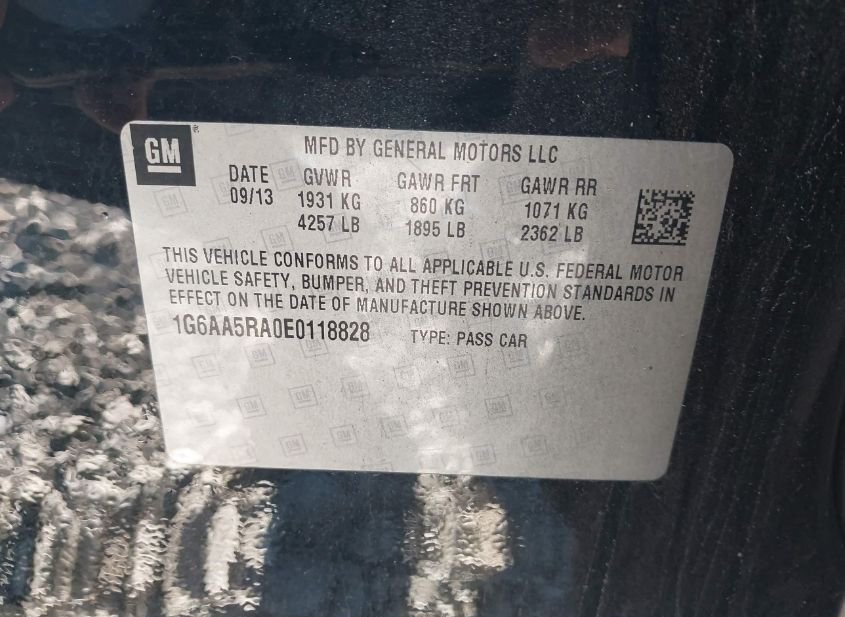 GM ®
MFD BY GENERAL MOTORS LLC
DATE GVWR GAWR FRT GAWR RR
09/13 1931 KG 860 KG 1071 KG
4257 LB 1895 LB 2362 LB
THIS VEHICLE CONFORMS TO ALL APPLICABLE U.S. FEDERAL MOTOR
VEHICLE SAFETY, BUMPER, AND THEFT PREVENTION STANDARDS IN
EFFECT ON THE DATE OF MANUFACTURE SHOWN ABOVE.
1G6AA5RA0E0118828 TYPE: PASS CAR